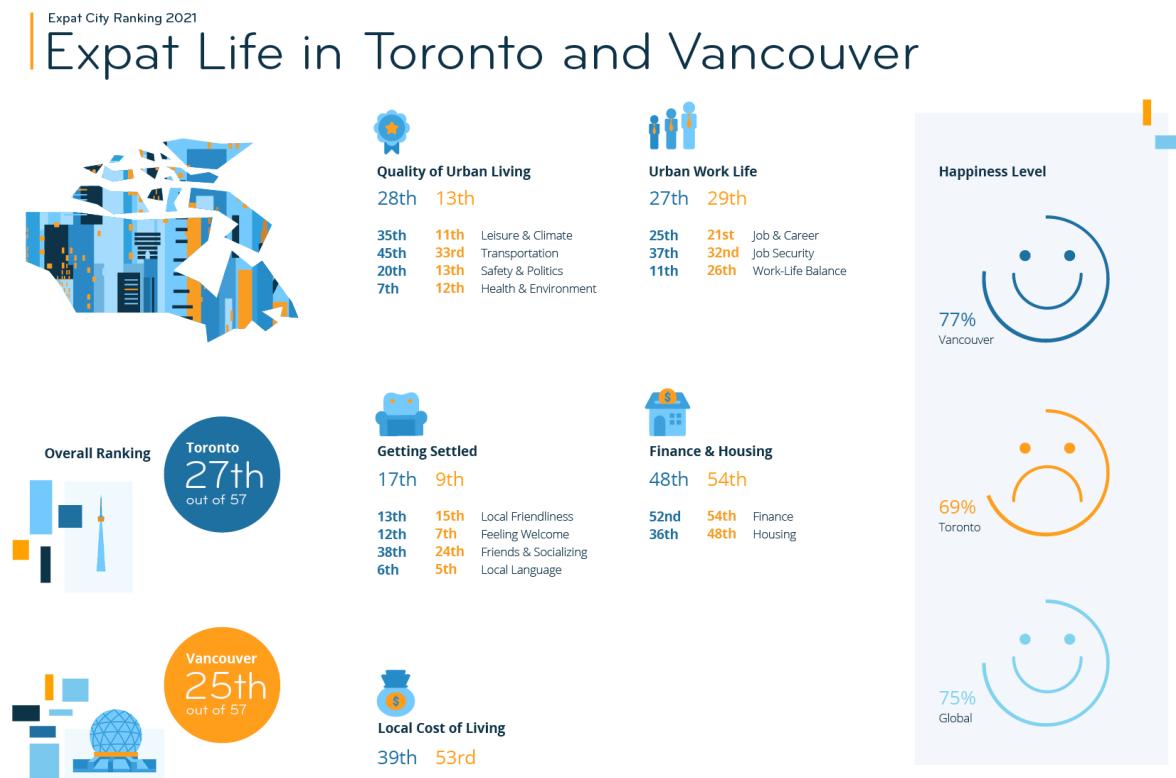 Expat City Ranking 2021
Expat Life in Toronto and Vancouver
Quality of Urban Living
28th 13th
35th 11th Leisure & Climate
45th 33rd Transportation
20th 13th Safety & Politics
7th 12th Health & Environment
Urban Work Life
27th 29th
25th 21st Job & Career
37th 32nd Job Security
11th 26th Work-Life Balance
Overall Ranking
Toronto
27th
out of 57
Getting Settled
17th 9th
13th 15th Local Friendliness
12th 7th Feeling Welcome
38th 24th Friends & Socializing
6th 5th Local Language
$
Finance & Housing
48th 54th
52nd 54th Finance
36th 48th Housing
Vancouver
25th
out of 57
$
Local Cost of Living
39th 53rd
Happiness Level
77%
Vancouver
69%
Toronto
75%
Global